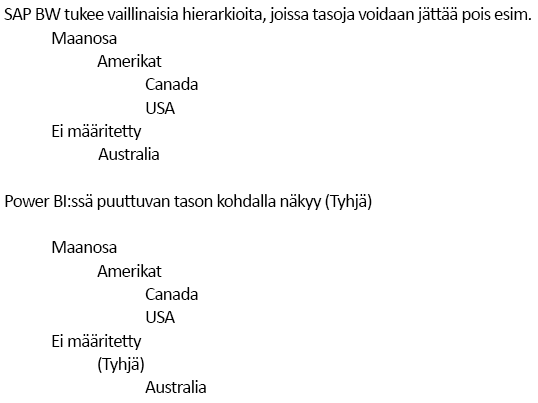 SAP BW tukee vaillinaisia hierarkioita, joissa tasoja voidaan jättää pois esim.
Maanosa
Amerikat
Canada
USA
Ei määritetty
Australia
Power BI:ssä puuttuvan tason kohdalla näkyy (Tyhjä)
Maanosa
Amerikat
Canada
USA
Ei määritetty
(Tyhjä)
Australia